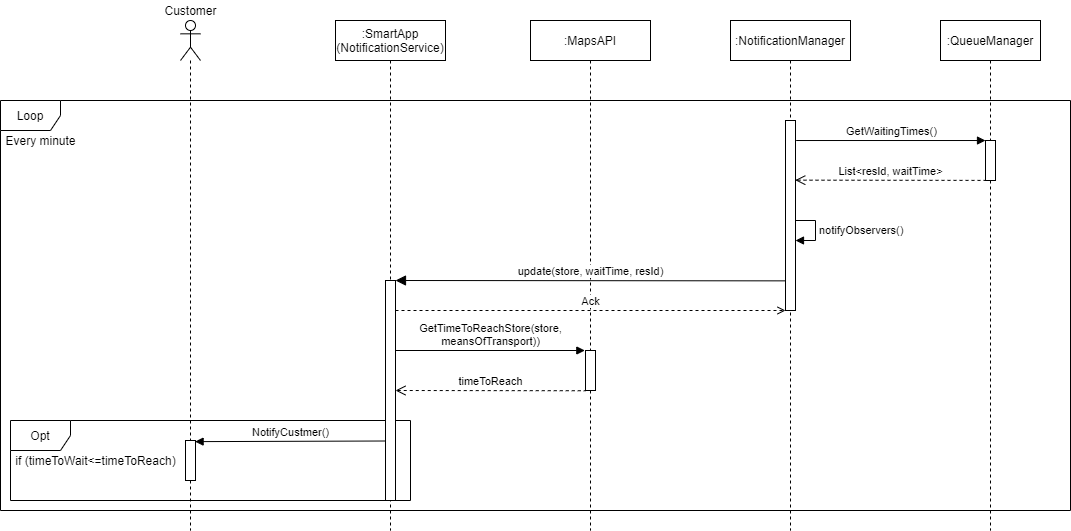 Customer
:SmartApp
(NotificationService)
:MapsAPI
:NotificationManager
:QueueManager
Loop
Every minute
GetWaitingTimes()
List<resId, waitTime>
notifyObservers()
update(store, waitTime, resId)
Ack
GetTimeToReachStore(store,
meansOfTransport))
timeToReach
Opt
NotifyCustmer()
if (timeToWait<=timeToReach)